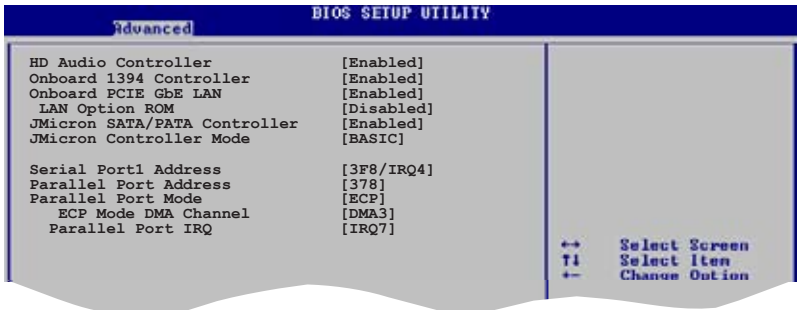 BIOS SETUP UTILITY
Advanced
HD Audio Controller [Enabled]
Onboard 1394 Controller [Enabled]
Onboard PCIE GbE LAN [Enabled]
LAN Option ROM [Disabled]
JMicron SATA/PATA Controller [Enabled]
JMicron Controller Mode [BASIC]
Serial Port1 Address [3F8/IRQ4]
Parallel Port Address [378]
Parallel Port Mode [ECP]
ECP Mode DMA Channel [DMA3]
Parallel Port IRQ [IRQ7]
↔ Select Screen
↑↓ Select Item
+- Change Option